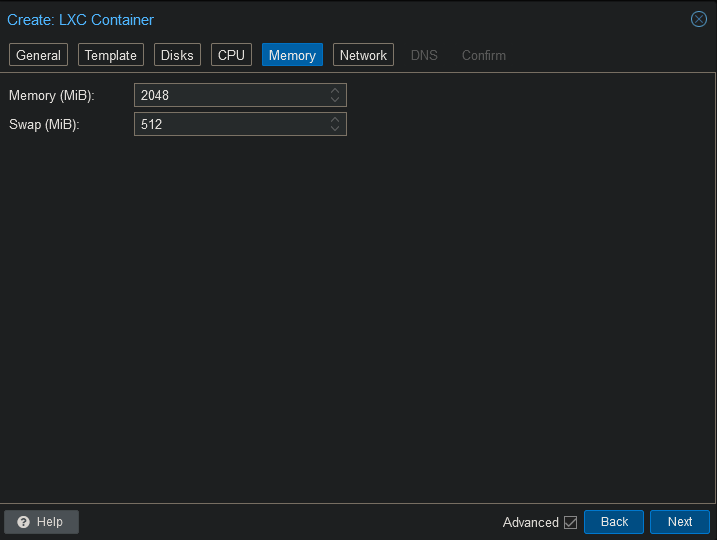 Create: LXC Container
General Template Disks CPU Memory Network DNS Confirm
Memory (MiB): 2048
Swap (MiB): 512
Help Advanced Back Next